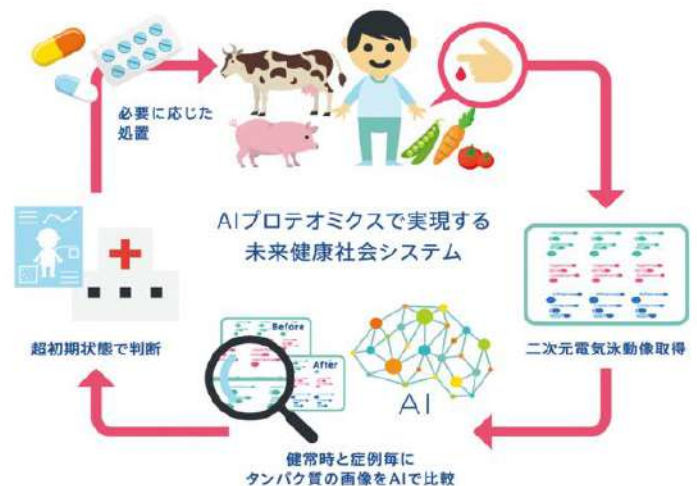 必要に応じた
処置
AIプロテオミクスで実現する
未来健康社会システム
超初期状態で判断
Before
After
AI
二次元電気泳動像取得
健常時と症例毎に
タンパク質の画像をAIで比較